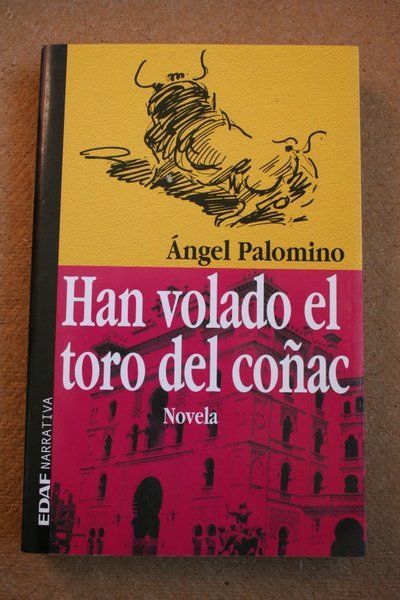 Ángel Palomino
Han volado el
toro del coñac
Novela
EDAF NARRATIVA